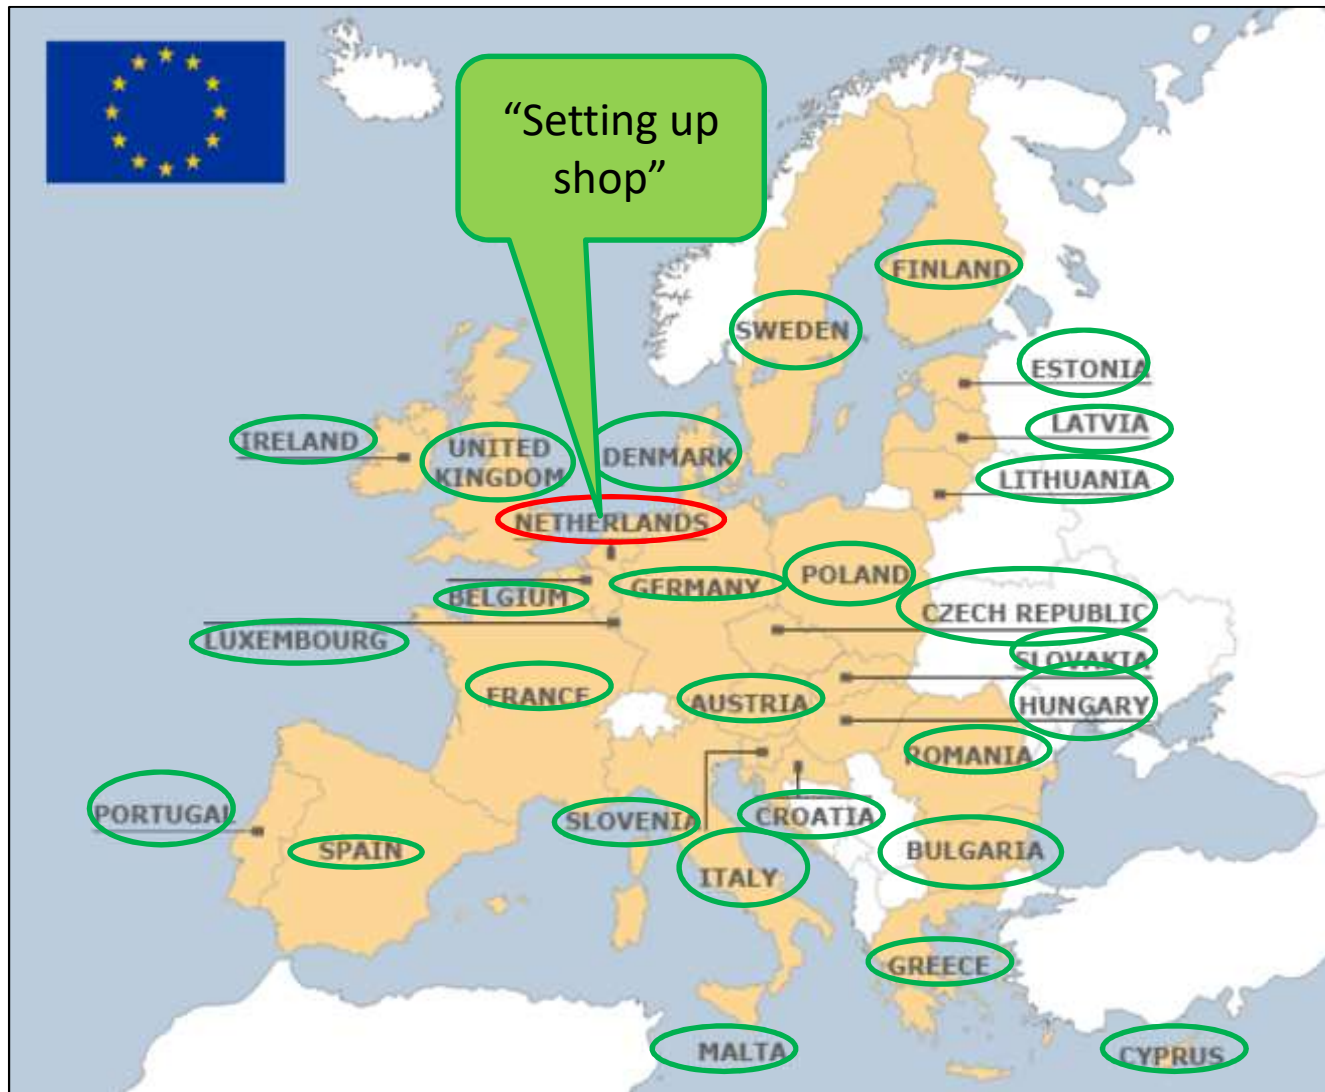 “Setting up
shop”
FINLAND
SWEDEN
ESTONIA
LATVIA
LITHUANIA
IRELAND
UNITED
KINGDOM
DENMARK
NETHERLANDS
POLAND
GERMANY
BELGIUM
CZECH REPUBLIC
LUXEMBOURG
SLOVAKIA
FRANCE
AUSTRIA
HUNGARY
ROMANIA
PORTUGAL
SLOVENIA
CROATIA
SPAIN
ITALY
BULGARIA
GREECE
MALTA
CYPRUS